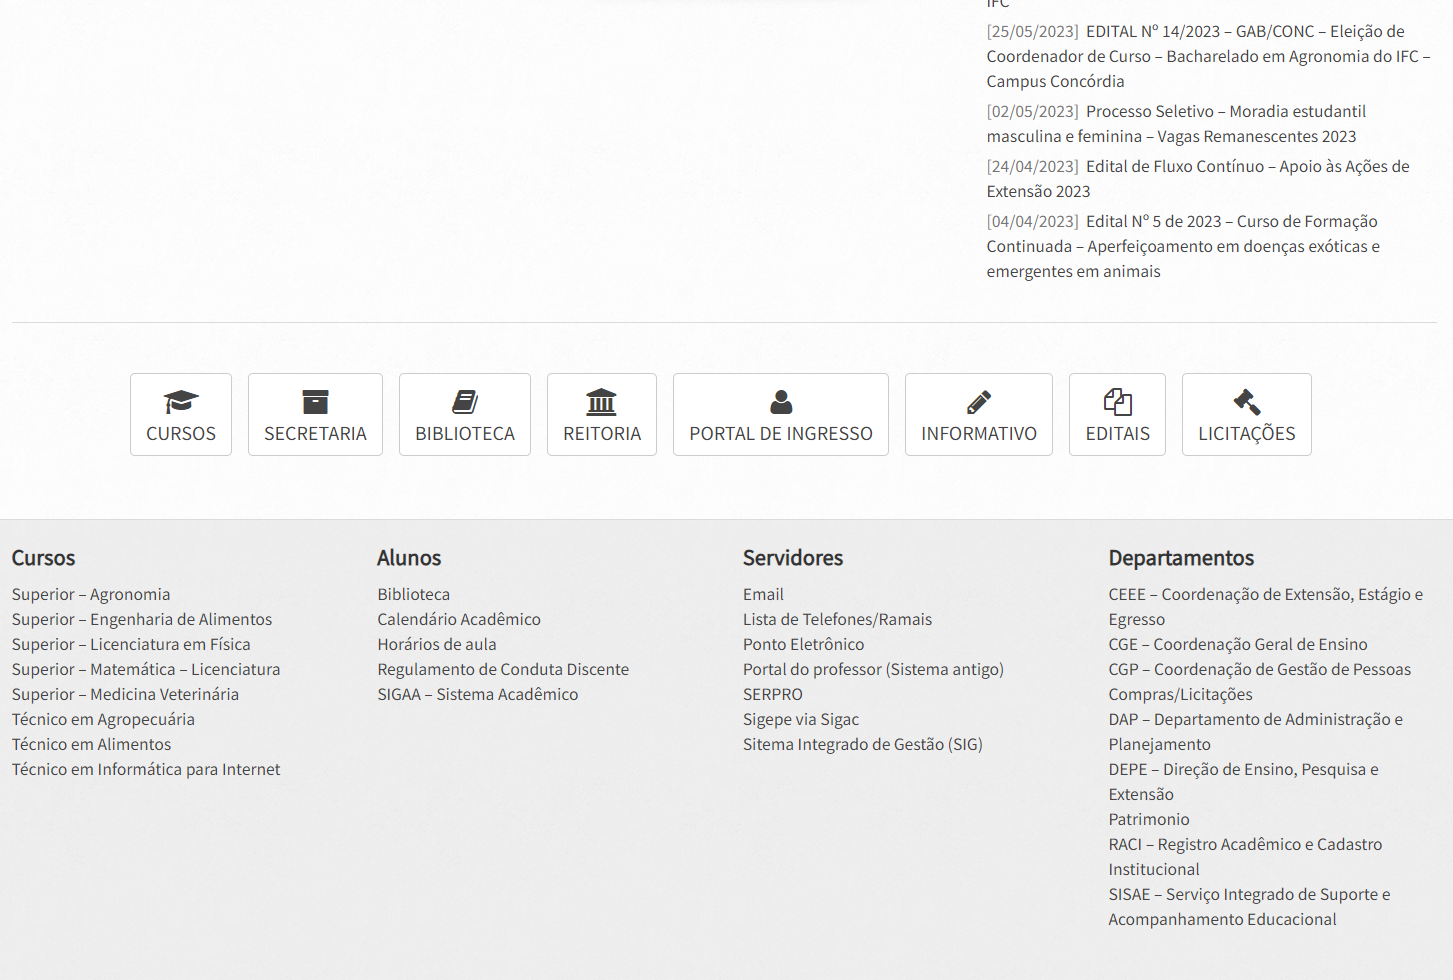 IFC
[25/05/2023] EDITAL Nº 14/2023 – GAB/CONC – Eleição de
Coordenador de Curso – Bacharelado em Agronomia do IFC –
Campus Concórdia
[02/05/2023] Processo Seletivo – Moradia estudantil
masculina e feminina – Vagas Remanescentes 2023
[24/04/2023] Edital de Fluxo Contínuo – Apoio às Ações de
Extensão 2023
[04/04/2023] Edital Nº 5 de 2023 – Curso de Formação
Continuada – Aperfeiçoamento em doenças exóticas e
emergentes em animais
CURSOS
SECRETARIA
BIBLIOTECA
REITORIA
PORTAL DE INGRESSO
INFORMATIVO
EDITAIS
LICITAÇÕES
Cursos
Superior – Agronomia
Superior – Engenharia de Alimentos
Superior – Licenciatura em Física
Superior – Matemática – Licenciatura
Superior – Medicina Veterinária
Técnico em Agropecuária
Técnico em Alimentos
Técnico em Informática para Internet
Alunos
Biblioteca
Calendário Acadêmico
Horários de aula
Regulamento de Conduta Discente
SIGAA – Sistema Acadêmico
Servidores
Email
Lista de Telefones/Ramais
Ponto Eletrônico
Portal do professor (Sistema antigo)
SERPRO
Sigepe via Sigac
Sitema Integrado de Gestão (SIG)
Departamentos
CEEE – Coordenação de Extensão, Estágio e
Egresso
CGE – Coordenação Geral de Ensino
CGP – Coordenação de Gestão de Pessoas
Compras/Licitações
DAP – Departamento de Administração e
Planejamento
DEPE – Direção de Ensino, Pesquisa e
Extensão
Patrimonio
RACI – Registro Acadêmico e Cadastro
Institucional
SISAE – Serviço Integrado de Suporte e
Acompanhamento Educacional